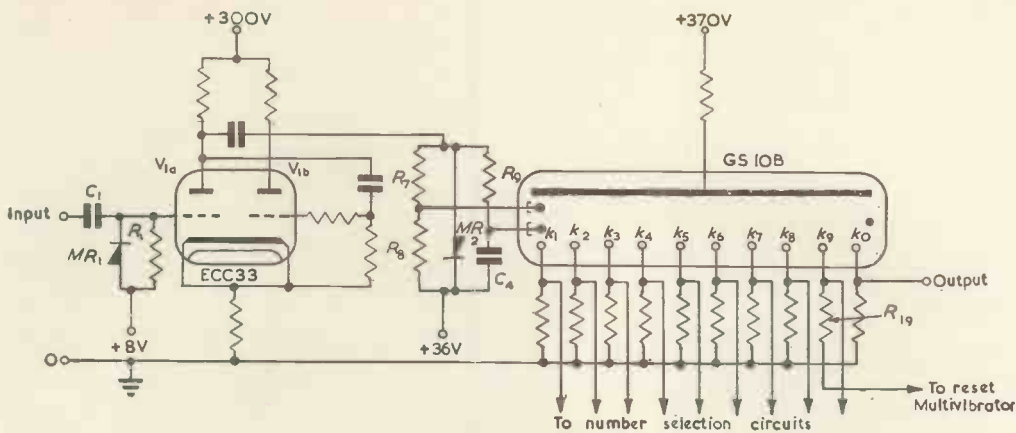 +300V
+370V
GS 10B
V1a
V1b
R7
R9
C1
Input
R1
MR1
MR2
R8
C4
ECC33
k1 k2 k3 k4 k5 k6 k7 k8 k9 k0
Output
R19
+8V
+36V
O
To reset
Multivibrator
To number selection circuits